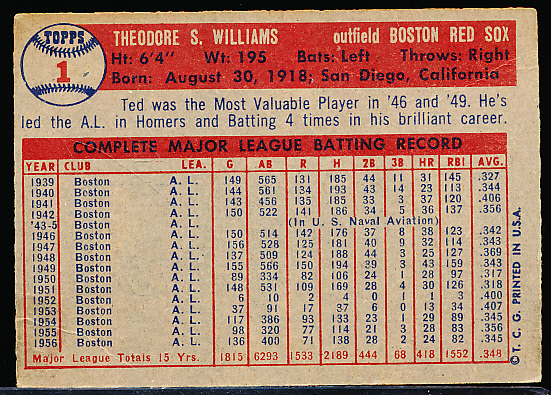 TOPPS
1
THEODORE S. WILLIAMS outfield BOSTON RED SOX
Ht: 6'4" Wt: 195 Bats: Left Throws: Right
Born: August 30, 1918; San Diego, California
Ted was the Most Valuable Player in '46 and '49. He's
led the A.L. in Homers and Batting 4 times in his brilliant career.
COMPLETE MAJOR LEAGUE BATTING RECORD
YEAR CLUB LEA. G AB R H 2B 3B HR RBI AVG.
1939 Boston A. L. 149 565 131 185 44 11 31 145 .327
1940 Boston A. L. 144 561 134 193 43 14 23 113 .344
1941 Boston A. L. 143 456 135 185 33 3 37 120 .406
1942 Boston A. L. 150 522 141 186 34 5 36 137 .356
'43-5 Boston A. L. (In U. S. Naval Aviation)
1946 Boston A. L. 150 514 142 176 37 8 38 123 .342
1947 Boston A. L. 156 528 125 181 40 9 32 114 .343
1948 Boston A. L. 137 509 124 188 44 3 25 127 .369
1949 Boston A. L. 155 566 150 194 39 3 43 159 .343
1950 Boston A. L. 89 334 82 106 24 1 28 97 .317
1951 Boston A. L. 148 531 109 169 28 4 30 126 .318
1952 Boston A. L. 6 10 2 4 0 1 1 3 .400
1953 Boston A. L. 37 91 17 37 6 0 13 34 .407
1954 Boston A. L. 117 386 93 133 23 1 29 89 .345
1955 Boston A. L. 98 320 77 114 21 3 28 83 .356
1956 Boston A. L. 136 400 71 138 28 2 24 82 .345
Major League Totals 15 Yrs. 1815 6293 1533 2189 444 68 418 1552 .348
© T. C. G. PRINTED IN U.S.A.